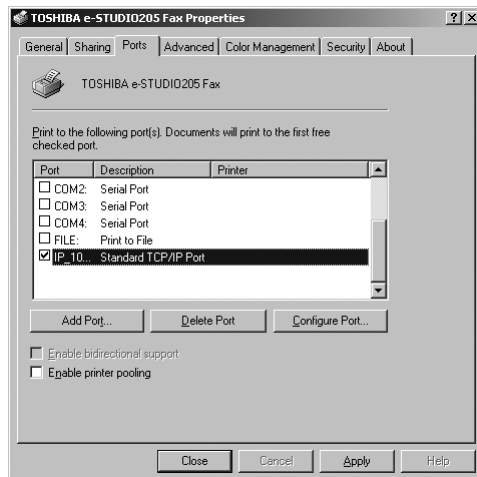 TOSHIBA e-STUDIO205 Fax Properties
General Sharing Ports Advanced Color Management Security About
TOSHIBA e-STUDIO205 Fax
Print to the following port(s). Documents will print to the first free
checked port.
Port Description Printer
COM2: Serial Port
COM3: Serial Port
COM4: Serial Port
FILE: Print to File
IP_10... Standard TCP/IP Port
Add Port... Delete Port Configure Port...
Enable bidirectional support
Enable printer pooling
Close Cancel Apply Help